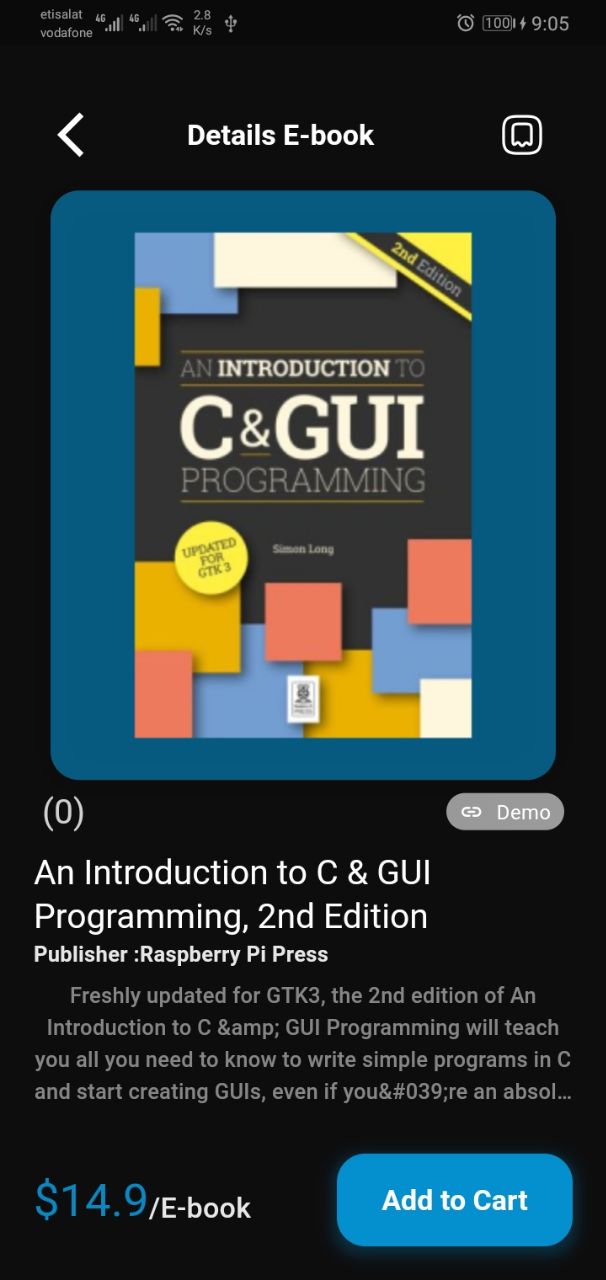 etisalat
vodafone
4G
4G
2.8
K/s
100
9:05
Details E-book
2nd Edition
AN INTRODUCTION TO
C&GUI
PROGRAMMING
UPDATED
FOR
GTK 3
Simon Long
(0)
Demo
An Introduction to C & GUI
Programming, 2nd Edition
Publisher :Raspberry Pi Press
Freshly updated for GTK3, the 2nd edition of An
Introduction to C &amp; GUI Programming will teach
you all you need to know to write simple programs in C
and start creating GUIs, even if you&#039;re an absol...
$14.9/E-book
Add to Cart